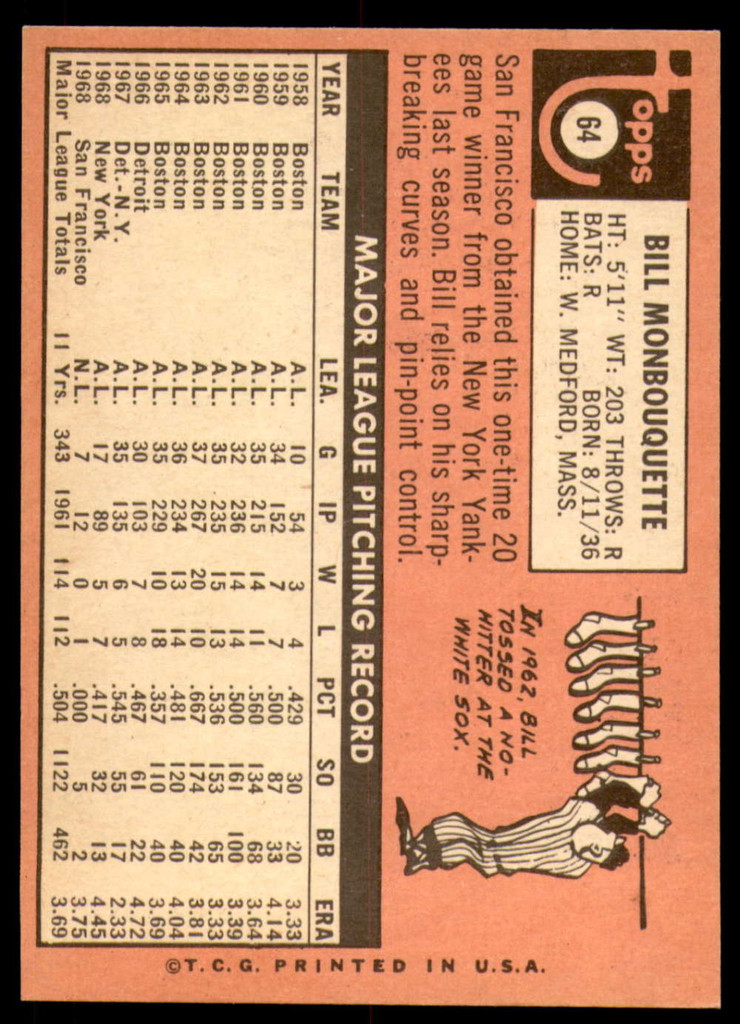 Topps
64
BILL MONBOUQUETTE
HT: 5'11" WT: 203 THROWS: R
BATS: R BORN: 8/11/36
HOME: W. MEDFORD, MASS.
San Francisco obtained this one-time 20
game winner from the New York Yank-
ees last season. Bill relies on his sharp-
breaking curves and pin-point control.
IN 1962, BILL
TOSSED A NO-
HITTER AT THE
WHITE SOX.
MAJOR LEAGUE PITCHING RECORD
YEAR TEAM LEA. G IP W L PCT SO BB ERA
1958 Boston A.L. 10 54 3 4 .429 30 20 3.33
1959 Boston A.L. 34 152 7 7 .500 87 33 4.14
1960 Boston A.L. 35 215 14 11 .560 134 68 3.64
1961 Boston A.L. 32 236 14 14 .500 161 100 3.39
1962 Boston A.L. 35 235 15 13 .536 153 65 3.33
1963 Boston A.L. 37 267 20 10 .667 174 42 3.81
1964 Boston A.L. 36 234 13 14 .481 120 40 4.04
1965 Boston A.L. 35 229 10 18 .357 110 40 3.69
1966 Detroit A.L. 30 103 7 8 .467 61 22 4.72
1967 Det.-N.Y. A.L. 35 135 6 5 .545 55 17 2.33
1968 New York A.L. 17 89 5 7 .417 32 13 4.45
1968 San Francisco N.L. 7 12 0 1 .000 5 2 3.75
Major League Totals 11 Yrs. 343 1961 114 112 .504 1122 462 3.69
©T.C.G. PRINTED IN U.S.A.